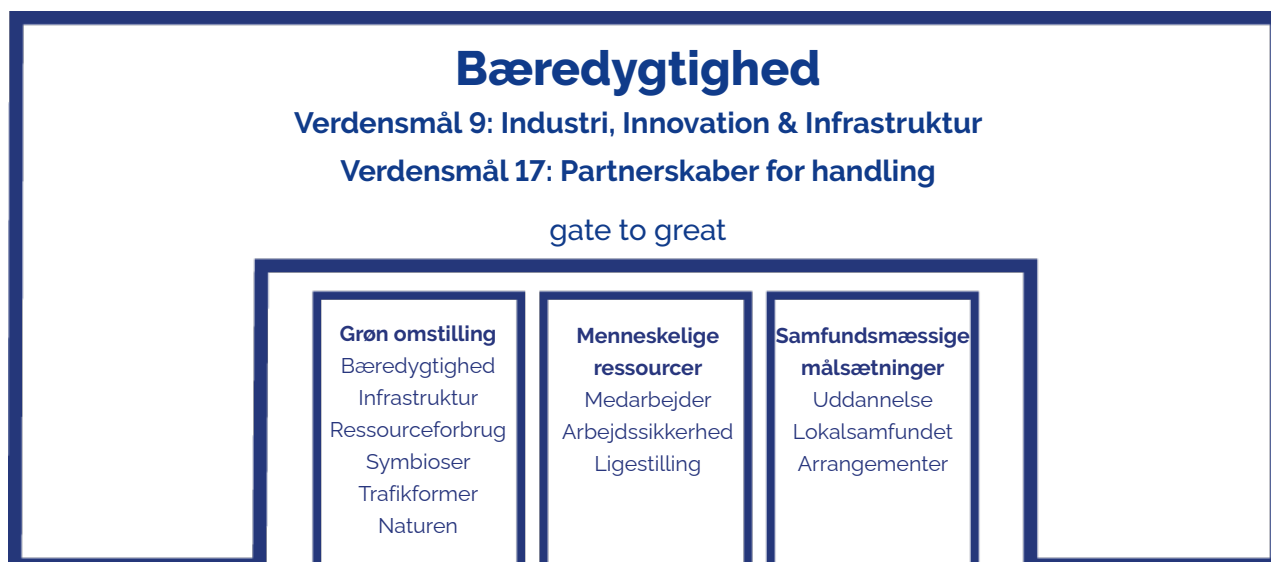 Bæredygtighed
Verdensmål 9: Industri, Innovation & Infrastruktur
Verdensmål 17: Partnerskaber for handling
gate to great
Grøn omstilling
Bæredygtighed
Infrastruktur
Ressourceforbrug
Symbioser
Trafikformer
Naturen
Menneskelige
ressourcer
Medarbejder
Arbejdssikkerhed
Ligestilling
Samfundsmæssige
målsætninger
Uddannelse
Lokalsamfundet
Arrangementer